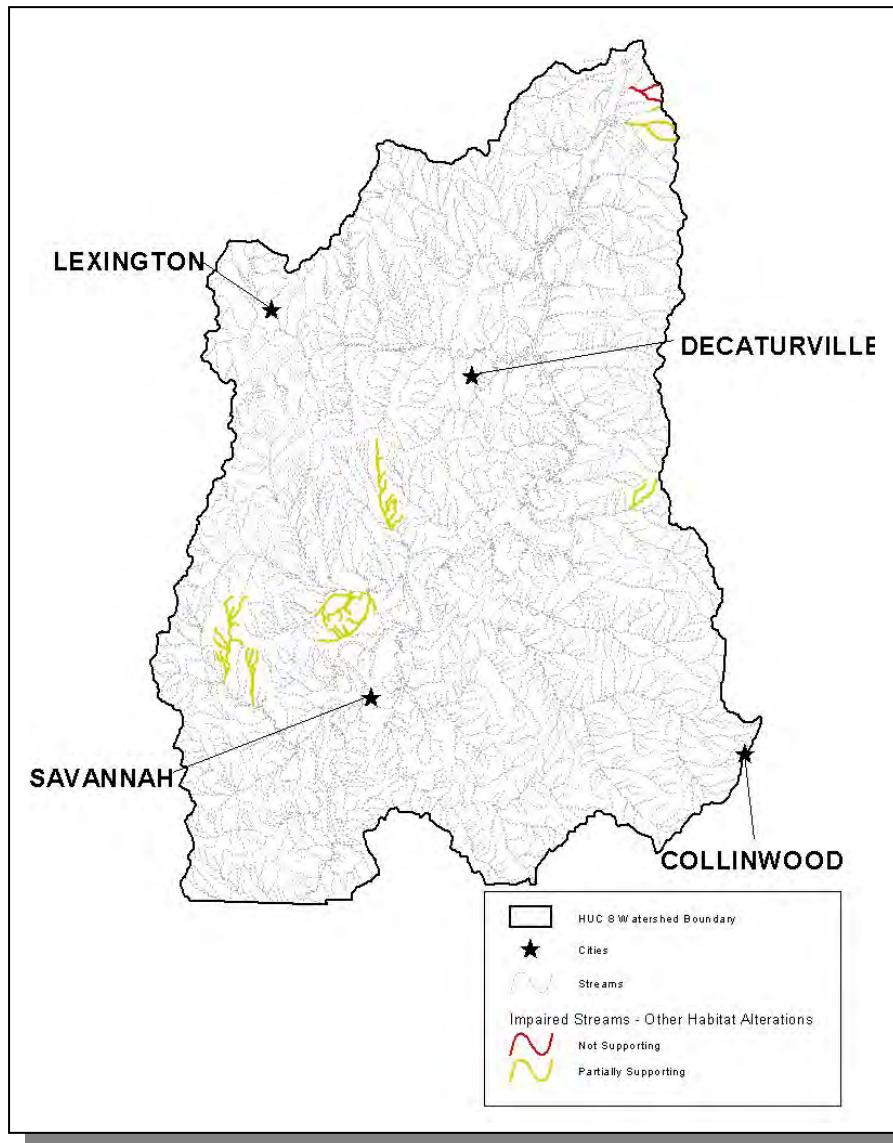 LEXINGTON
DECATURVILLE
SAVANNAH
COLLINWOOD
HUC 8 Watershed Boundary
Cities
Streams
Impaired Streams - Other Habitat Alterations
Not Supporting
Partially Supporting